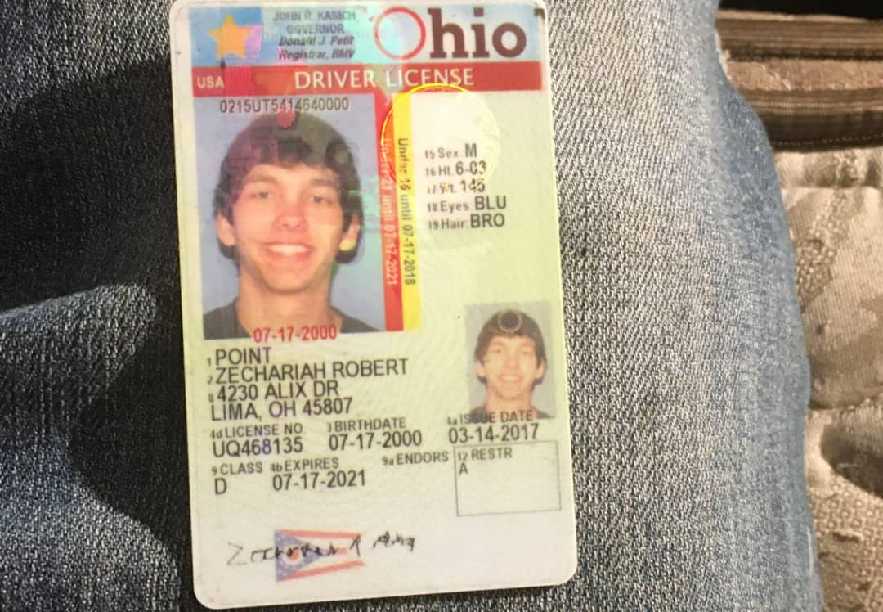 JOHN R. KASICH
GOVERNOR
Donald J. Petit
Registrar, BMV
Ohio
USA
DRIVER LICENSE
0215UT5414640000
Under 21 until 07-17-2021
Under 18 until 07-17-2018
15 Sex: M
16 Ht: 6-03
17 Wt: 145
18 Eyes: BLU
19 Hair: BRO
07-17-2000
1 POINT
2 ZECHARIAH ROBERT
8 4230 ALIX DR
LIMA, OH 45807
4d LICENSE NO 3 BIRTHDATE 4a ISSUE DATE
UQ468135 07-17-2000 03-14-2017
9 CLASS 4b EXPIRES 9a ENDORS 12 RESTR
D 07-17-2021 A